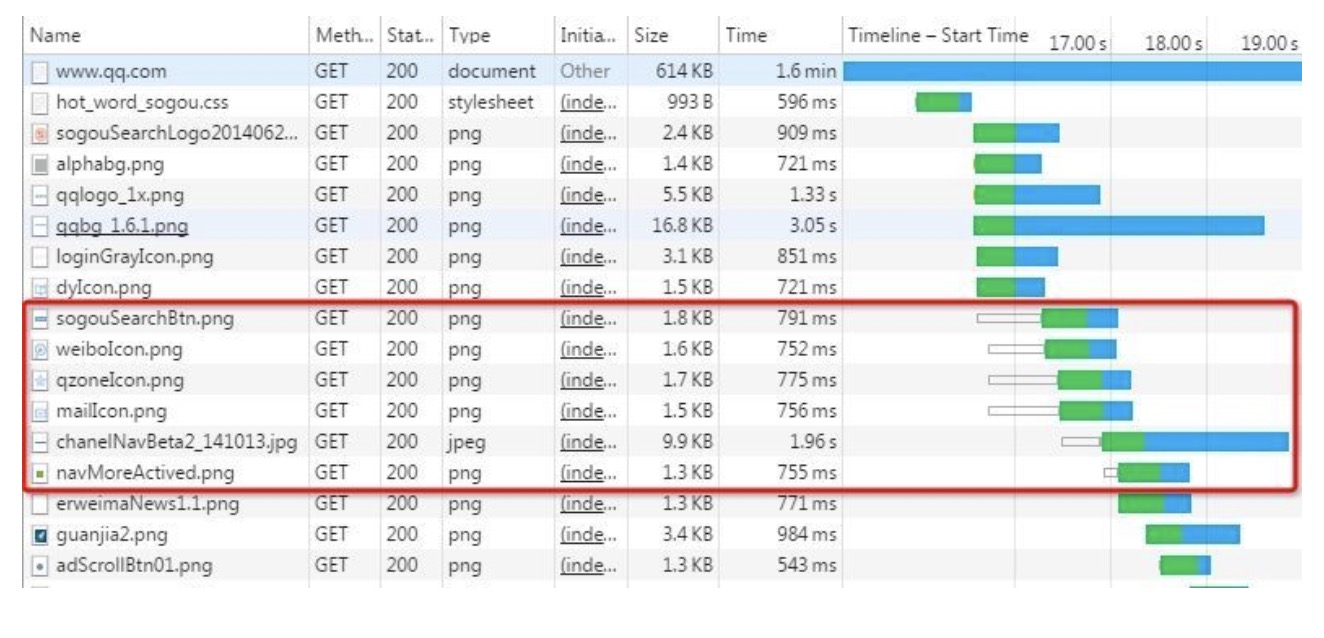 Name Meth... Stat... Type Initia... Size Time Timeline – Start Time 17.00 s 18.00 s 19.00 s
www.qq.com GET 200 document Other 614 KB 1.6 min
hot_word_sogou.css GET 200 stylesheet (inde... 993 B 596 ms
sogouSearchLogo2014062... GET 200 png (inde... 2.4 KB 909 ms
alphabg.png GET 200 png (inde... 1.4 KB 721 ms
qqlogo_1x.png GET 200 png (inde... 5.5 KB 1.33 s
qqbg_1.6.1.png GET 200 png (inde... 16.8 KB 3.05 s
loginGrayIcon.png GET 200 png (inde... 3.1 KB 851 ms
dyIcon.png GET 200 png (inde... 1.5 KB 721 ms
sogouSearchBtn.png GET 200 png (inde... 1.8 KB 791 ms
weiboIcon.png GET 200 png (inde... 1.6 KB 752 ms
qzoneIcon.png GET 200 png (inde... 1.7 KB 775 ms
mailIcon.png GET 200 png (inde... 1.5 KB 756 ms
chanelNavBeta2_141013.jpg GET 200 jpeg (inde... 9.9 KB 1.96 s
navMoreActived.png GET 200 png (inde... 1.3 KB 755 ms
erweimaNews1.1.png GET 200 png (inde... 1.3 KB 771 ms
guanjia2.png GET 200 png (inde... 3.4 KB 984 ms
adScrollBtn01.png GET 200 png (inde... 1.3 KB 543 ms